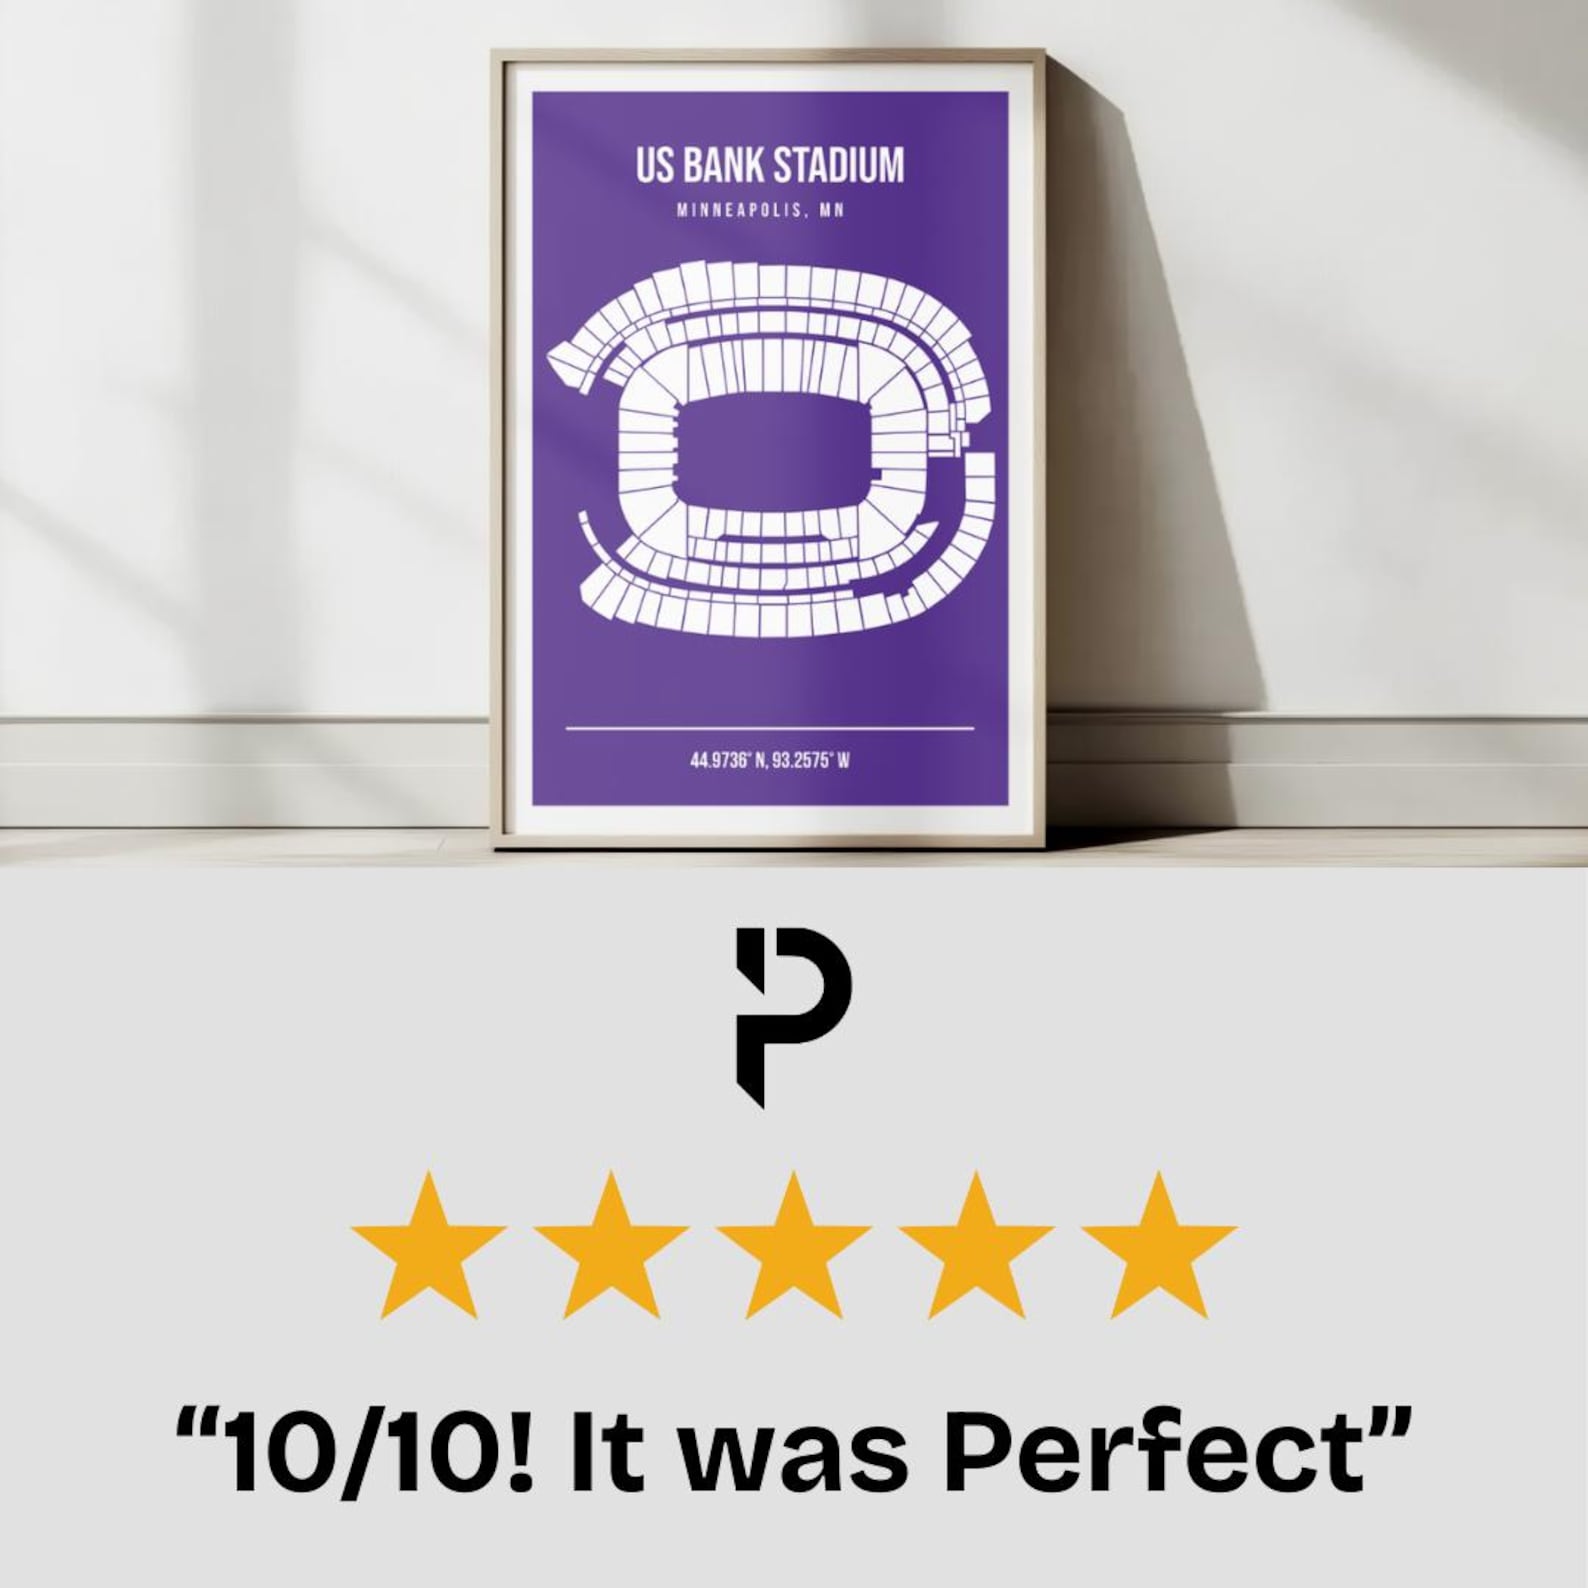 US BANK STADIUM
MINNEAPOLIS, MN
44.9736° N, 93.2575° W
P
“10/10! It was Perfect”